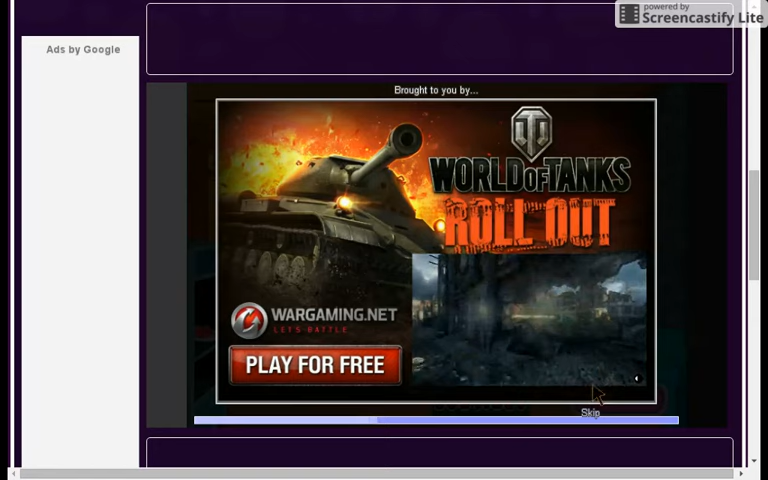 powered by
Screencastify Lite
Ads by Google
Brought to you by...
WORLD OF TANKS
ROLL OUT
WARGAMING.NET
LET'S BATTLE
PLAY FOR FREE
Skip